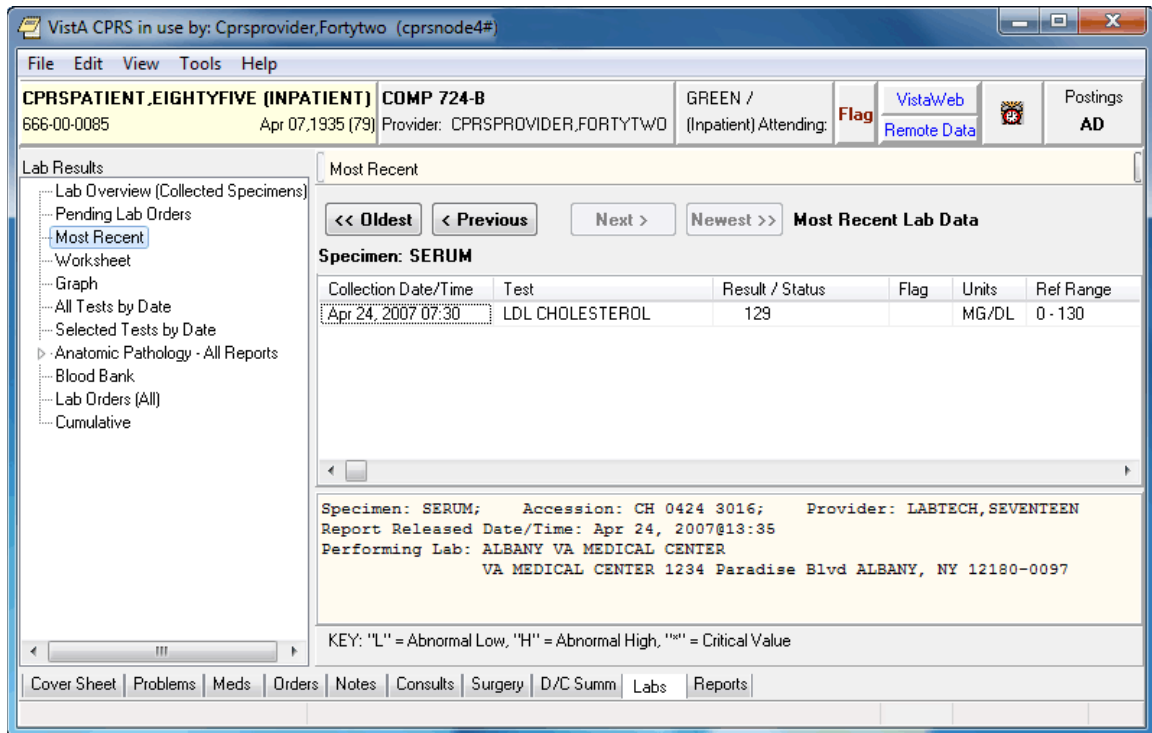 VistA CPRS in use by: Cprsprovider,Fortytwo (cprsnode4#)
File Edit View Tools Help
CPRSPATIENT,EIGHTYFIVE (INPATIENT)
666-00-0085 Apr 07,1935 (79)
COMP 724-B
Provider: CPRSPROVIDER,FORTYTWO
GREEN /
(Inpatient) Attending:
Flag
VistaWeb
Remote Data
Postings
AD
Lab Results
Lab Overview (Collected Specimens)
Pending Lab Orders
Most Recent
Worksheet
Graph
All Tests by Date
Selected Tests by Date
Anatomic Pathology - All Reports
Blood Bank
Lab Orders (All)
Cumulative
Most Recent
<< Oldest < Previous Next > Newest >> Most Recent Lab Data
Specimen: SERUM
Collection Date/Time Test Result / Status Flag Units Ref Range
Apr 24, 2007 07:30 LDL CHOLESTEROL 129 MG/DL 0 - 130
Specimen: SERUM; Accession: CH 0424 3016; Provider: LABTECH,SEVENTEEN
Report Released Date/Time: Apr 24, 2007@13:35
Performing Lab: ALBANY VA MEDICAL CENTER
VA MEDICAL CENTER 1234 Paradise Blvd ALBANY, NY 12180-0097
KEY: "L" = Abnormal Low, "H" = Abnormal High, "*" = Critical Value
Cover Sheet Problems Meds Orders Notes Consults Surgery D/C Summ Labs Reports